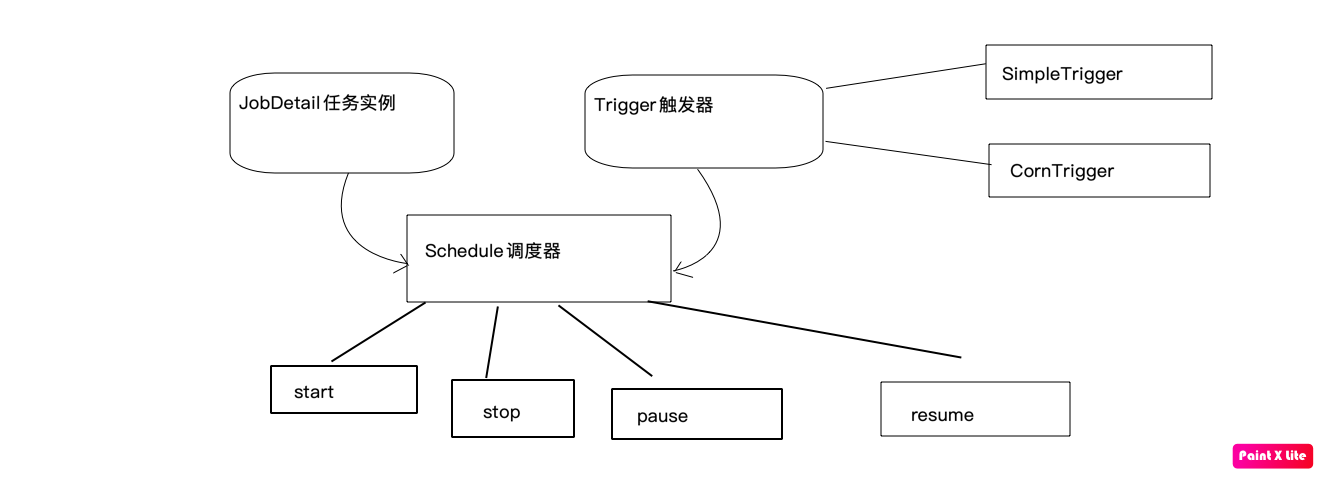 SimpleTrigger
JobDetail任务实例
Trigger触发器
CornTrigger
Schedule调度器
start
stop
pause
resume
Paint X Lite